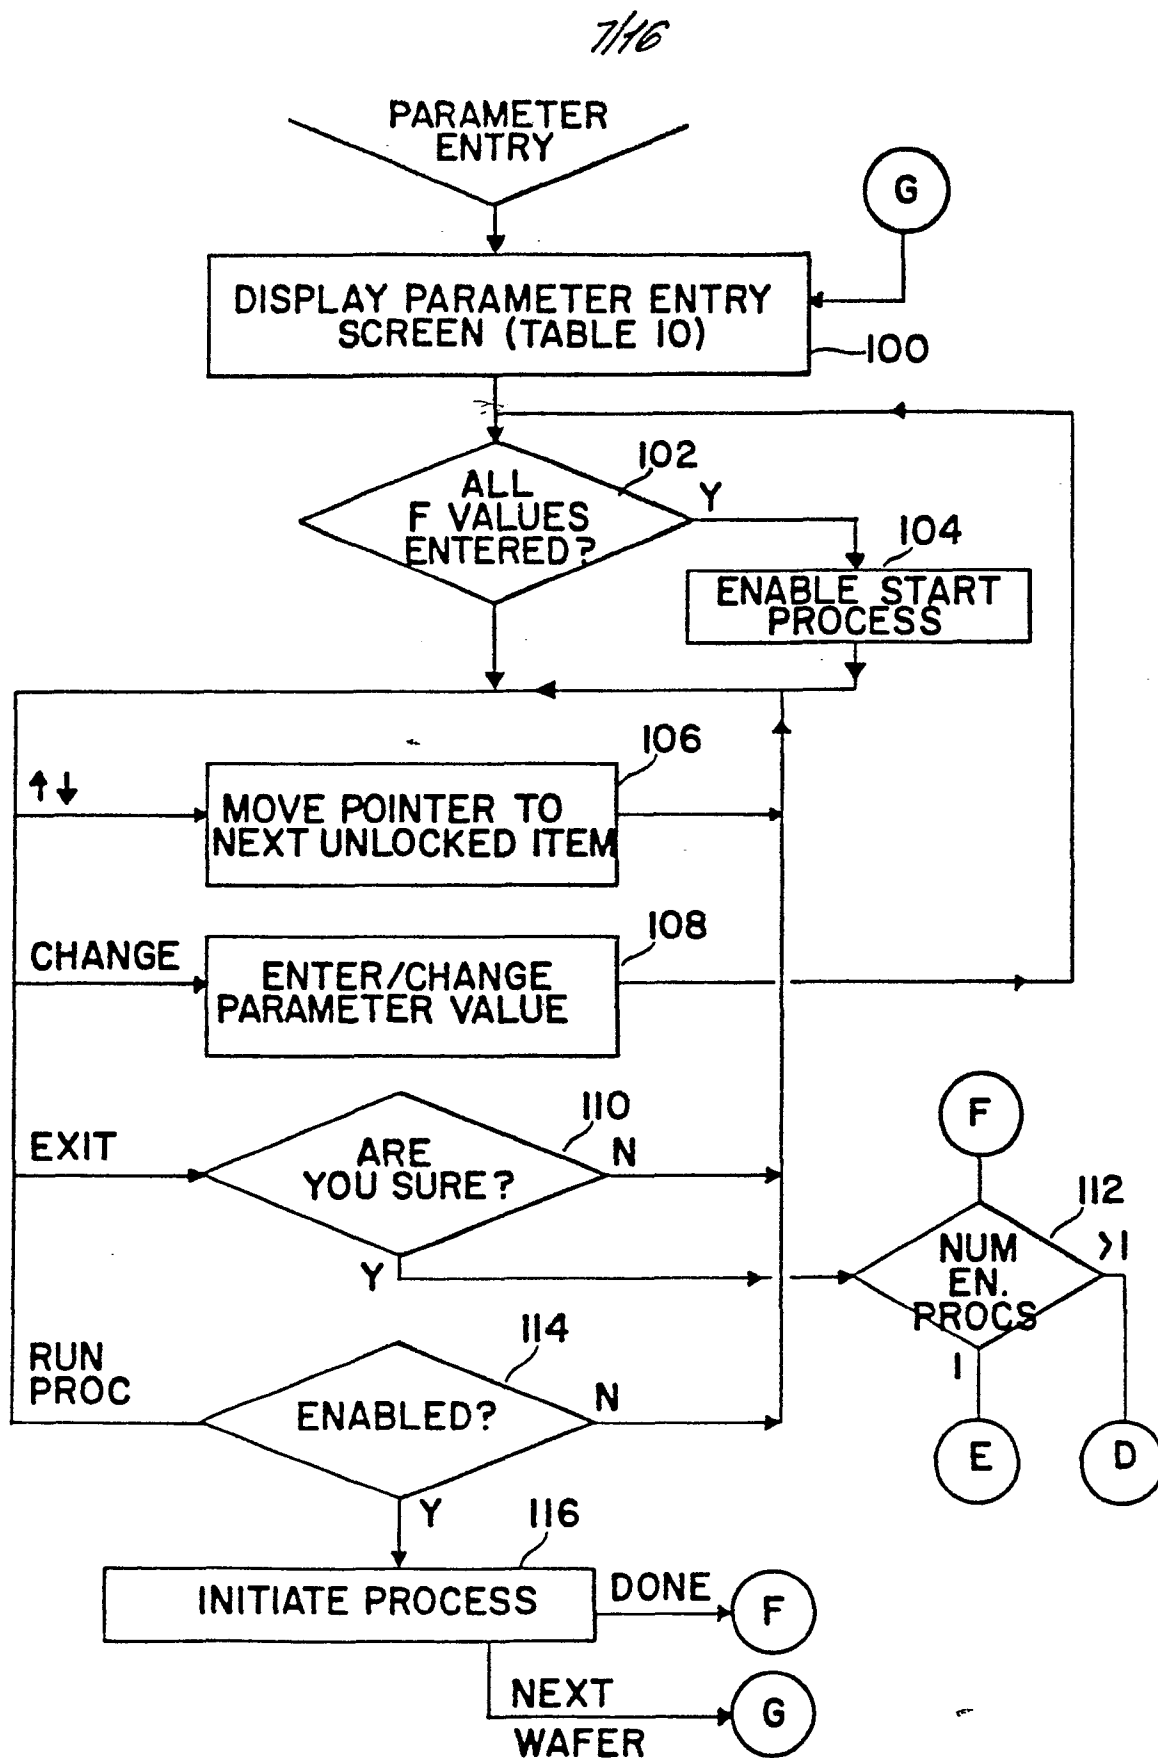 7/16
PARAMETER
ENTRY
G
DISPLAY PARAMETER ENTRY
SCREEN (TABLE 10)
100
102
ALL
F VALUES
ENTERED?
Y
104
ENABLE START
PROCESS
↑↓
106
MOVE POINTER TO
NEXT UNLOCKED ITEM
CHANGE
108
ENTER/CHANGE
PARAMETER VALUE
EXIT
110
ARE
YOU SURE?
N
Y
F
112
NUM
EN.
PROCS
>1
1
E
D
RUN
PROC
114
ENABLED?
N
Y
116
INITIATE PROCESS
DONE
F
NEXT
WAFER
G